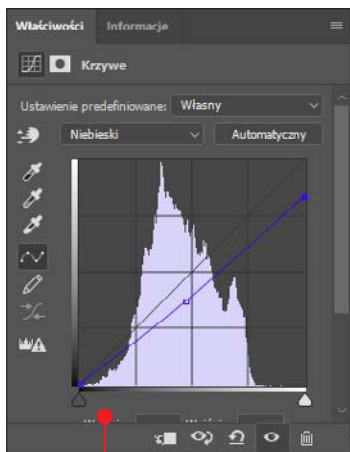 Właściwości Informacje
Krzywe
Ustawienie predefiniowane: Własny
Niebieski Automatyczny